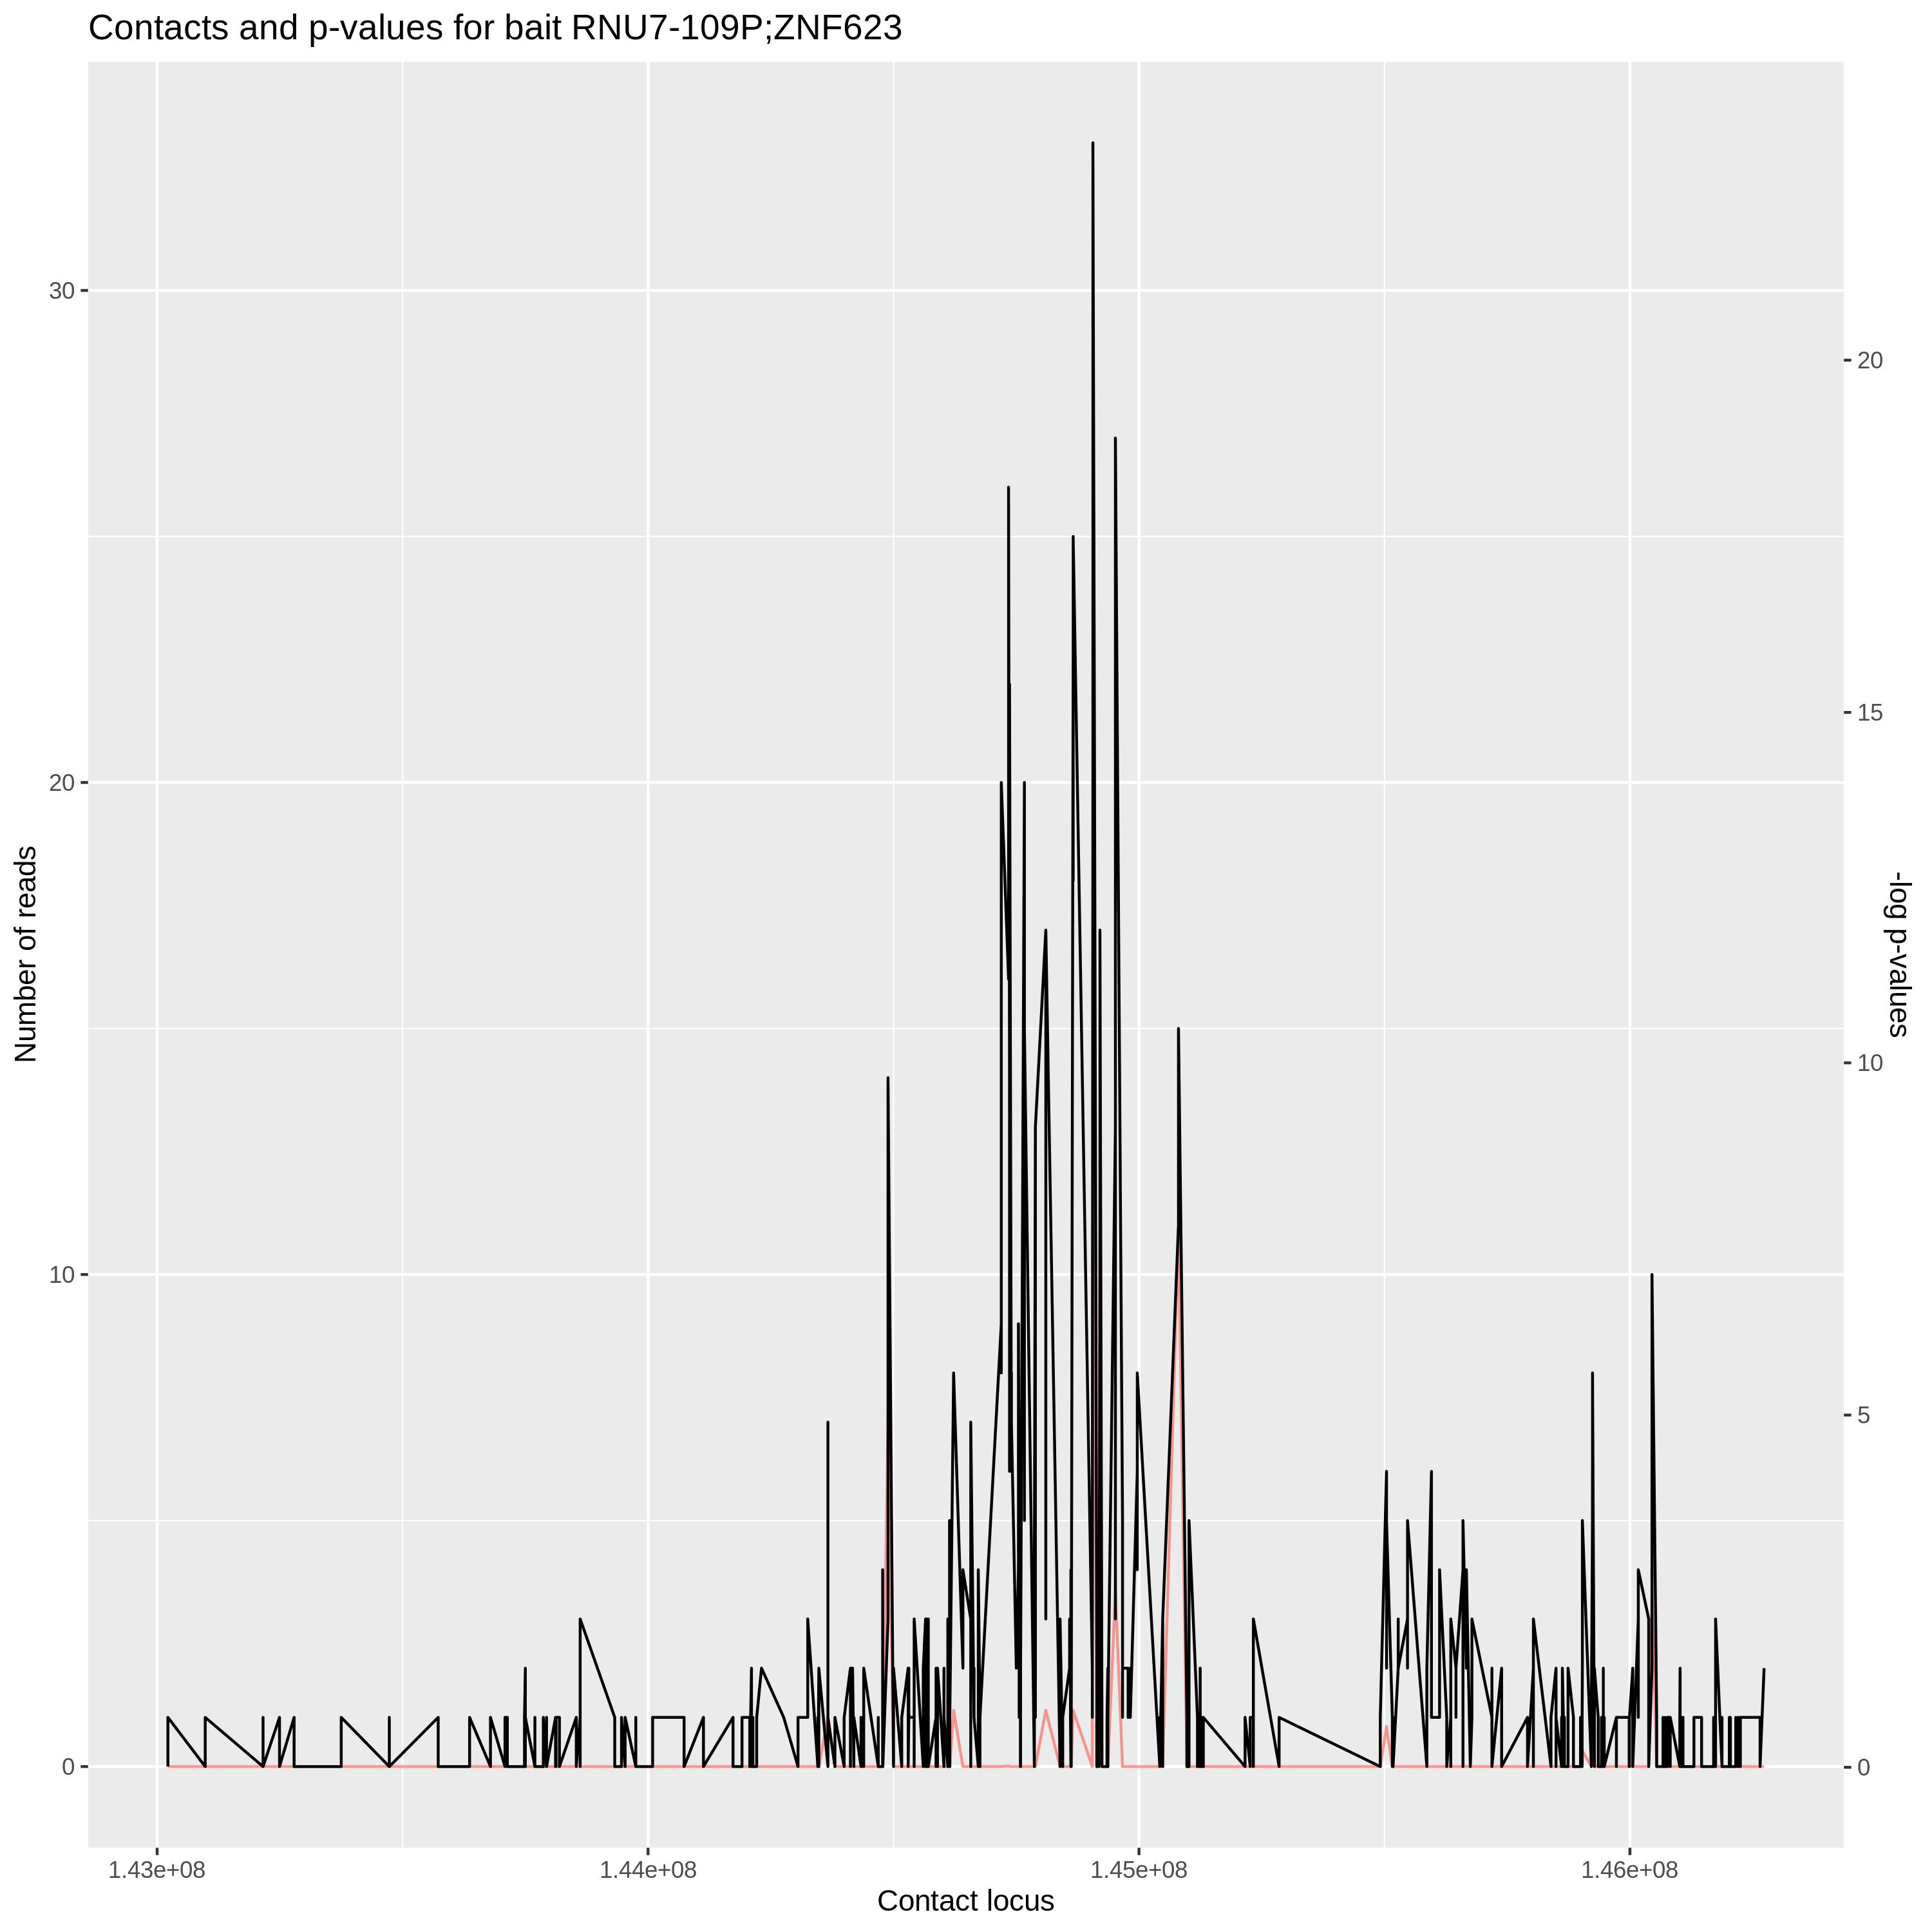 Contacts and p-values for bait RNU7-109P;ZNF623
30
20
10
0
Number of reads
20
15
10
5
0
-log p-values
1.43e+08
1.44e+08
1.45e+08
1.46e+08
Contact locus